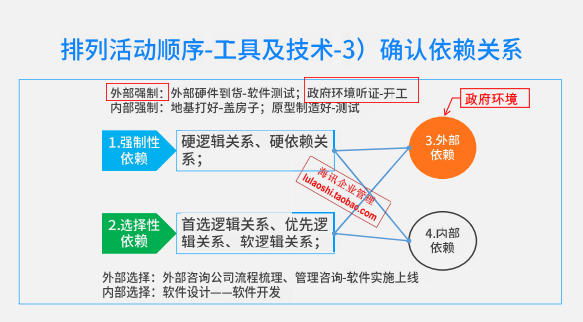 排列活动顺序-工具及技术-3）确认依赖关系
外部强制：外部硬件到货-软件测试；政府环境听证-开工
内部强制：地基打好-盖房子；原型制造好-测试
政府环境
1.强制性
依赖
硬逻辑关系、硬依赖关
系；
3.外部
依赖
海讯企业管理
lulaoshi.taobao.com
2.选择性
依赖
首选逻辑关系、优先逻
辑关系、软逻辑关系；
4.内部
依赖
外部选择：外部咨询公司流程梳理、管理咨询-软件实施上线
内部选择：软件设计——软件开发